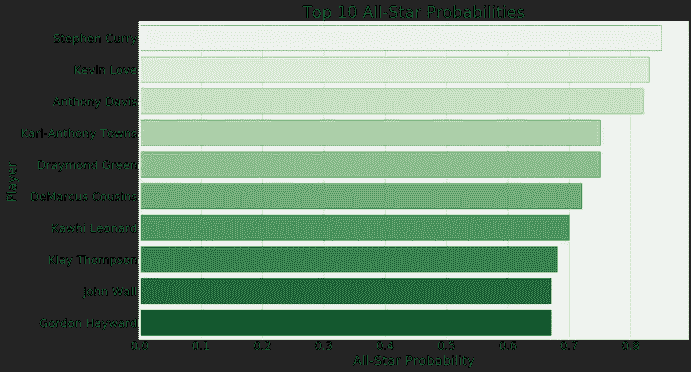 Top 10 All-Star Probabilities
Stephen Curry
Kevin Love
Anthony Davis
Karl-Anthony Towns
Draymond Green
DeMarcus Cousins
Kawhi Leonard
Klay Thompson
John Wall
Gordon Hayward
Player
0.0 0.1 0.2 0.3 0.4 0.5 0.6 0.7 0.8
All-Star Probability